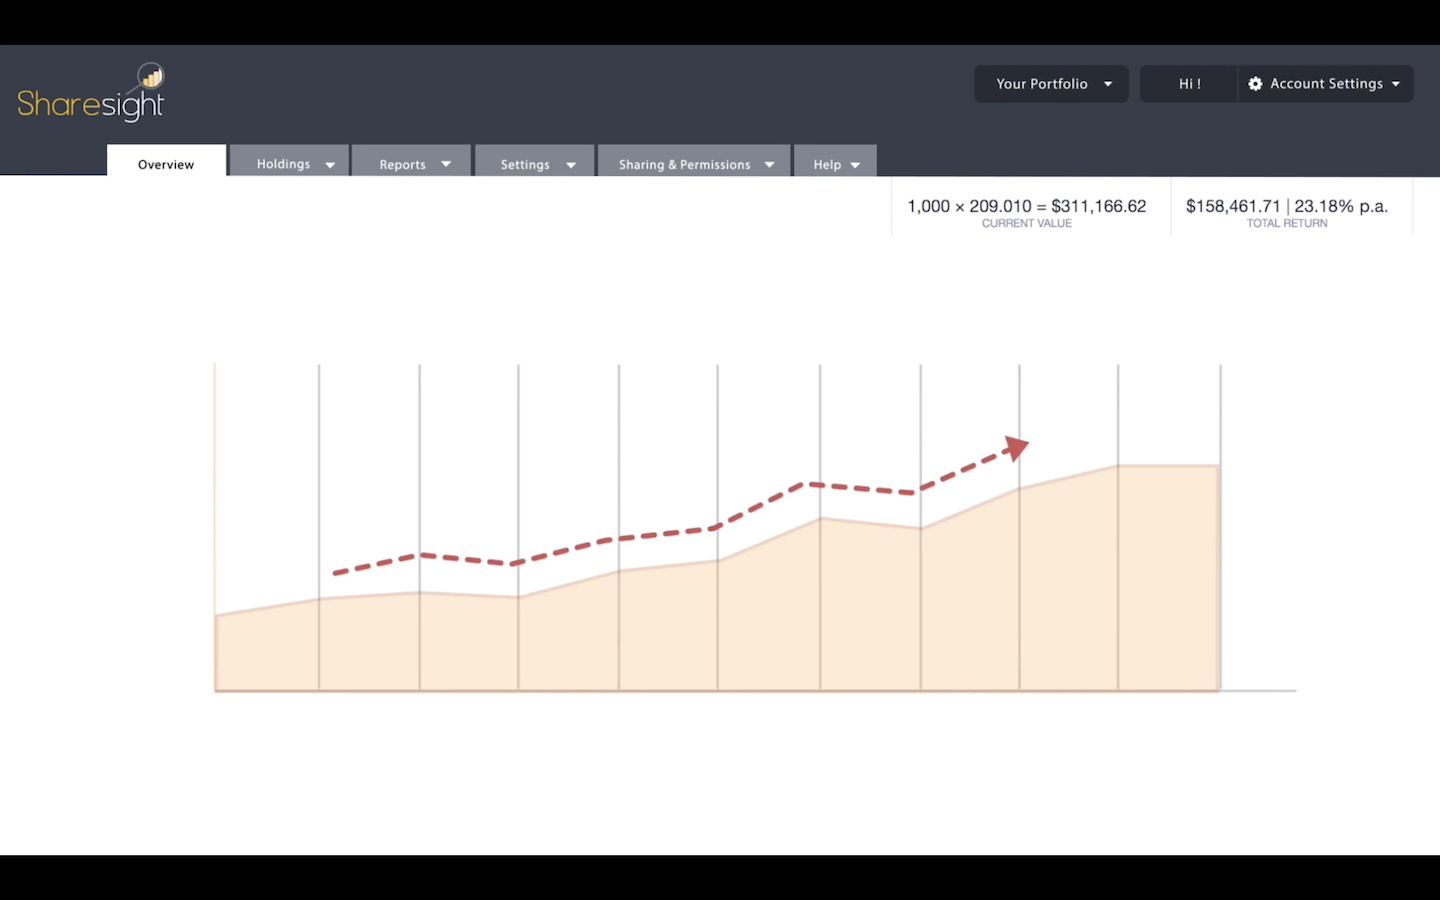 Sharesight
Your Portfolio
Hi !
Account Settings
Overview
Holdings
Reports
Settings
Sharing & Permissions
Help
1,000 × 209.010 = $311,166.62
CURRENT VALUE
$158,461.71 | 23.18% p.a.
TOTAL RETURN